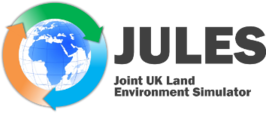 JULES
Joint UK Land
Environment Simulator